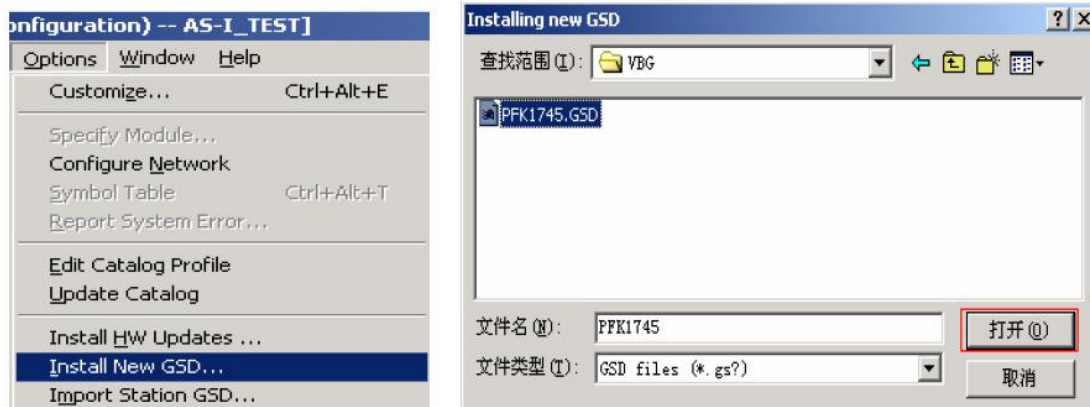 onfiguration) -- AS-I_TEST]
Options Window Help
Customize... Ctrl+Alt+E
Specify Module...
Configure Network
Symbol Table Ctrl+Alt+T
Report System Error...
Edit Catalog Profile
Update Catalog
Install HW Updates ...
Install New GSD...
Import Station GSD...
Installing new GSD
查找范围(I): VBG
PFK1745.GSD
文件名(N): PFK1745 打开(O)
文件类型(T): GSD files (*.gs?) 取消